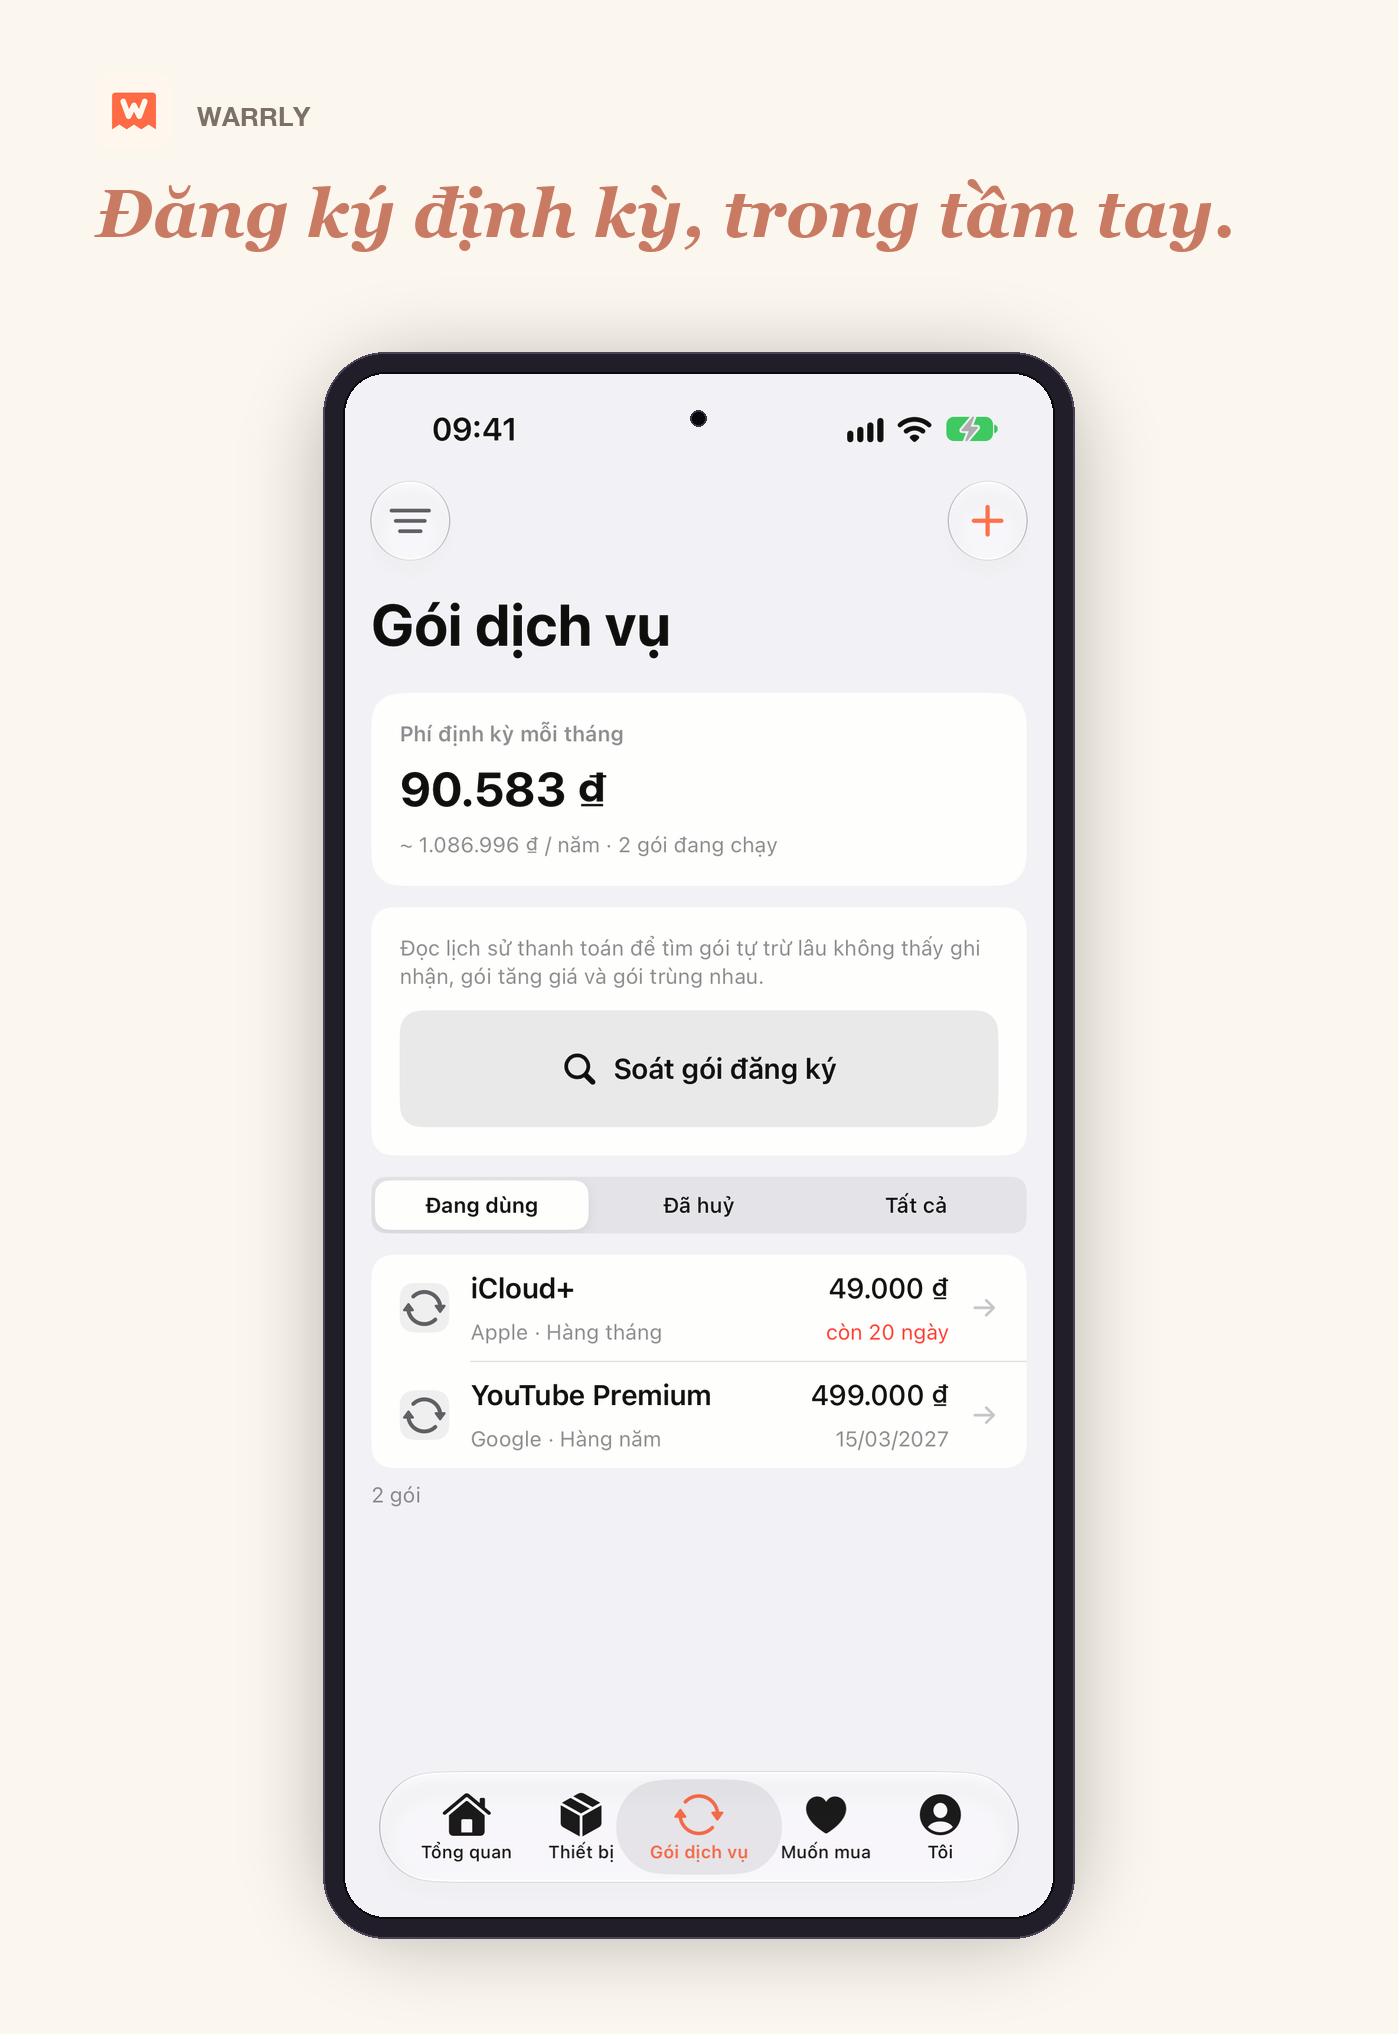 WARRLY
Đăng ký định kỳ, trong tầm tay.
09:41
Gói dịch vụ
Phí định kỳ mỗi tháng
90.583 ₫
~ 1.086.996 ₫ / năm · 2 gói đang chạy
Đọc lịch sử thanh toán để tìm gói tự trừ lâu không thấy ghi
nhận, gói tăng giá và gói trùng nhau.
Soát gói đăng ký
Đang dùng
Đã huỷ
Tất cả
iCloud+
49.000 ₫
Apple · Hàng tháng
còn 20 ngày
YouTube Premium
499.000 ₫
Google · Hàng năm
15/03/2027
2 gói
Tổng quan
Thiết bị
Gói dịch vụ
Muốn mua
Tôi